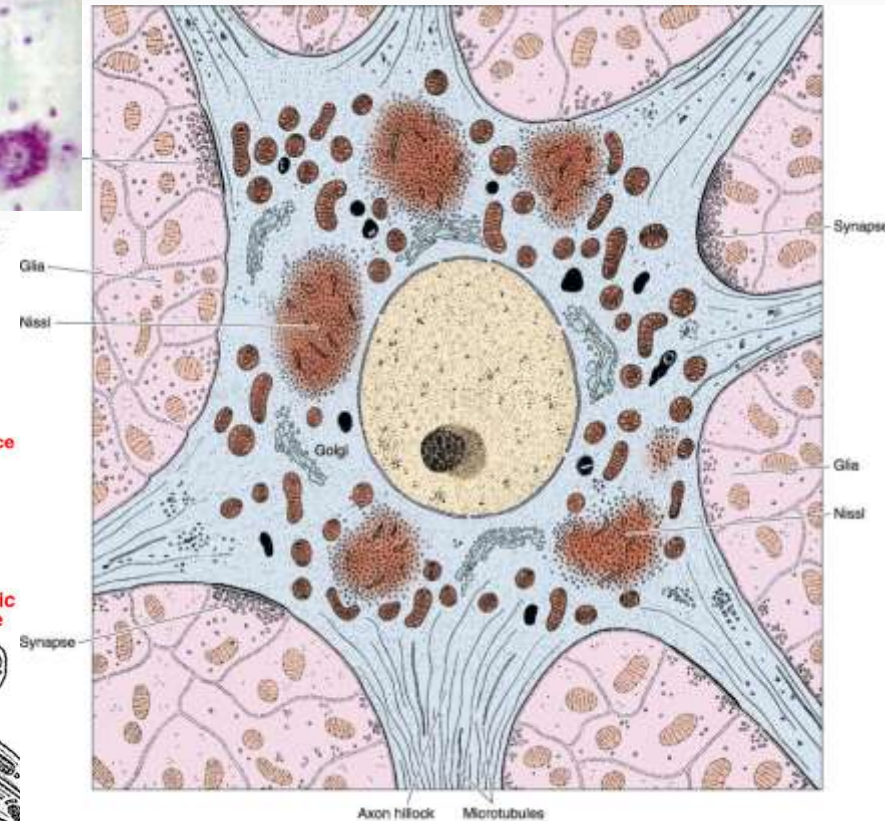 Synapse
Glia
Nissl
Golgi
Glia
Nissl
Synapse
Axon hillock
Microtubules